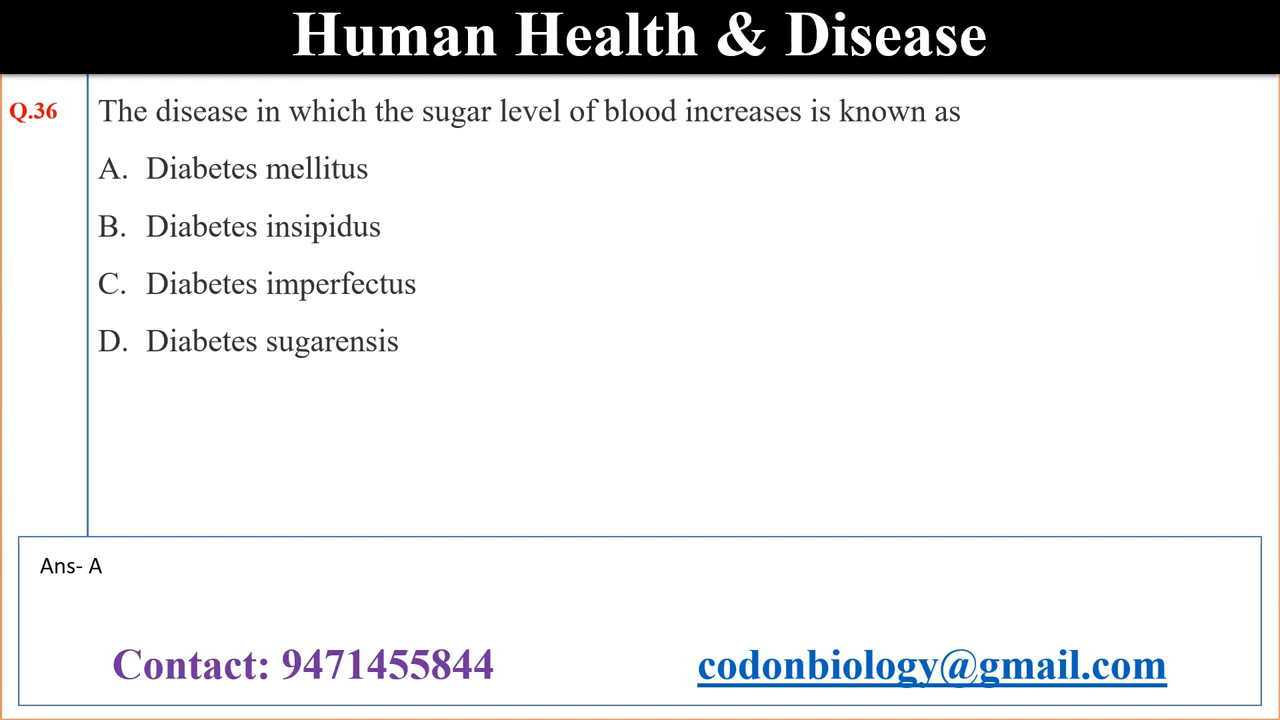 Human Health & Disease
Q.36 The disease in which the sugar level of blood increases is known as
A. Diabetes mellitus
B. Diabetes insipidus
C. Diabetes imperfectus
D. Diabetes sugarensis
Ans- A
Contact: 9471455844 codonbiology@gmail.com